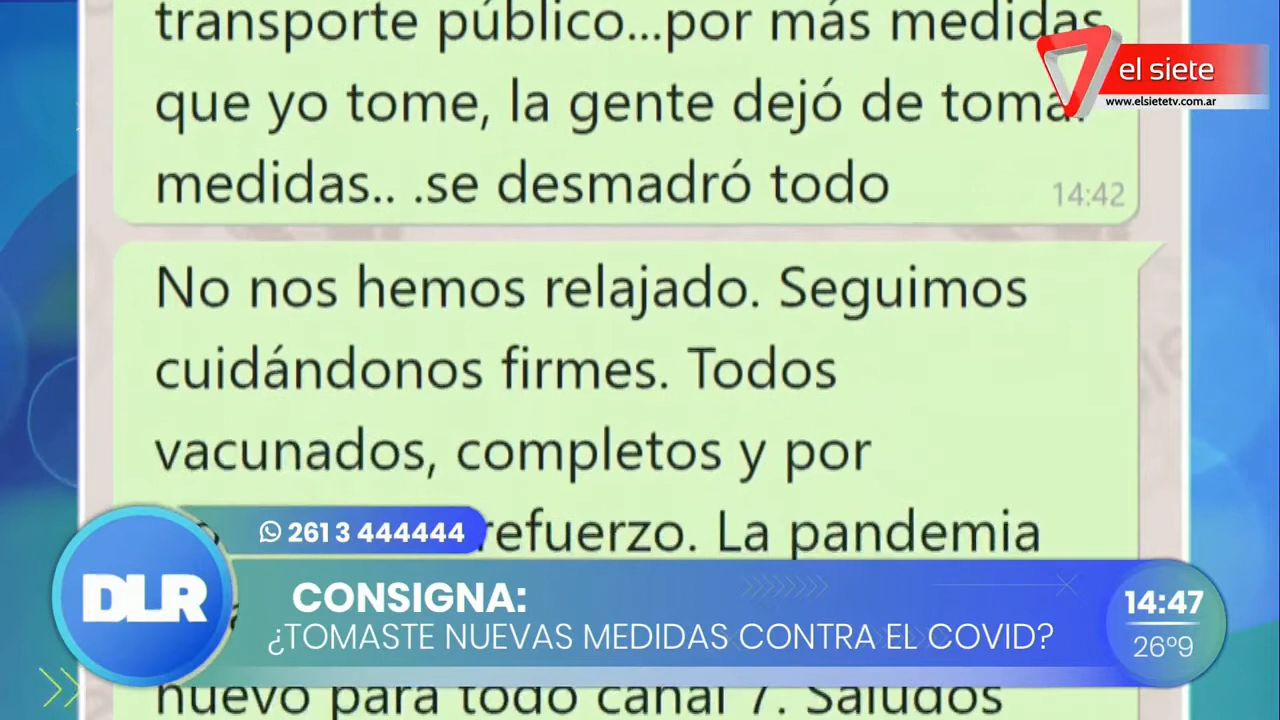 transporte público...por más medidas
que yo tome, la gente dejó de tomar
medidas.. .se desmadró todo
14:42
el siete
www.elsietetv.com.ar
No nos hemos relajado. Seguimos
cuidándonos firmes. Todos
vacunados, completos y por
refuerzo. La pandemia
261 3 444444
DLR
CONSIGNA:
¿TOMASTE NUEVAS MEDIDAS CONTRA EL COVID?
14:47
26º9
nuevo para todo canal 7. Saludos